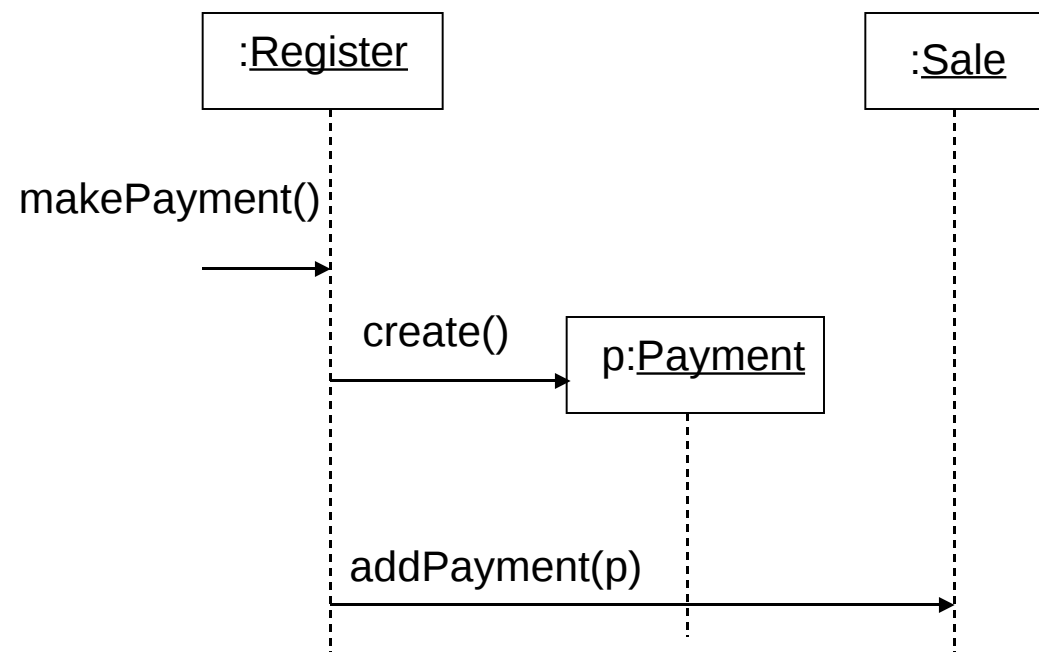 :Register
:Sale
makePayment()
create()
p:Payment
addPayment(p)